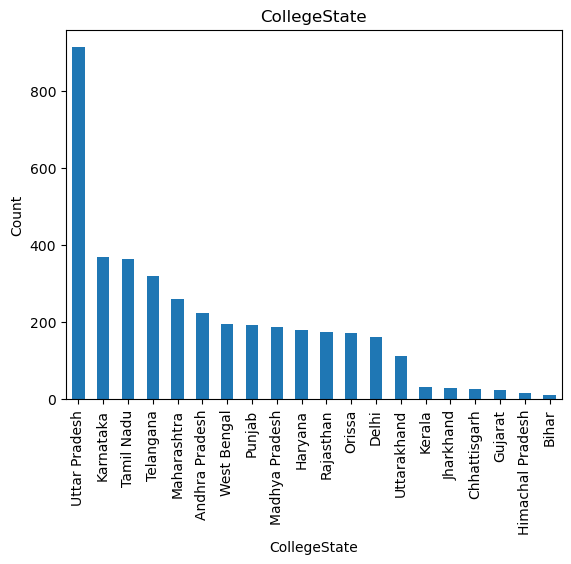 CollegeState
Count
800
600
400
200
0
Uttar Pradesh
Karnataka
Tamil Nadu
Telangana
Maharashtra
Andhra Pradesh
West Bengal
Punjab
Madhya Pradesh
Haryana
Rajasthan
Orissa
Delhi
Uttarakhand
Kerala
Jharkhand
Chhattisgarh
Gujarat
Himachal Pradesh
Bihar
CollegeState